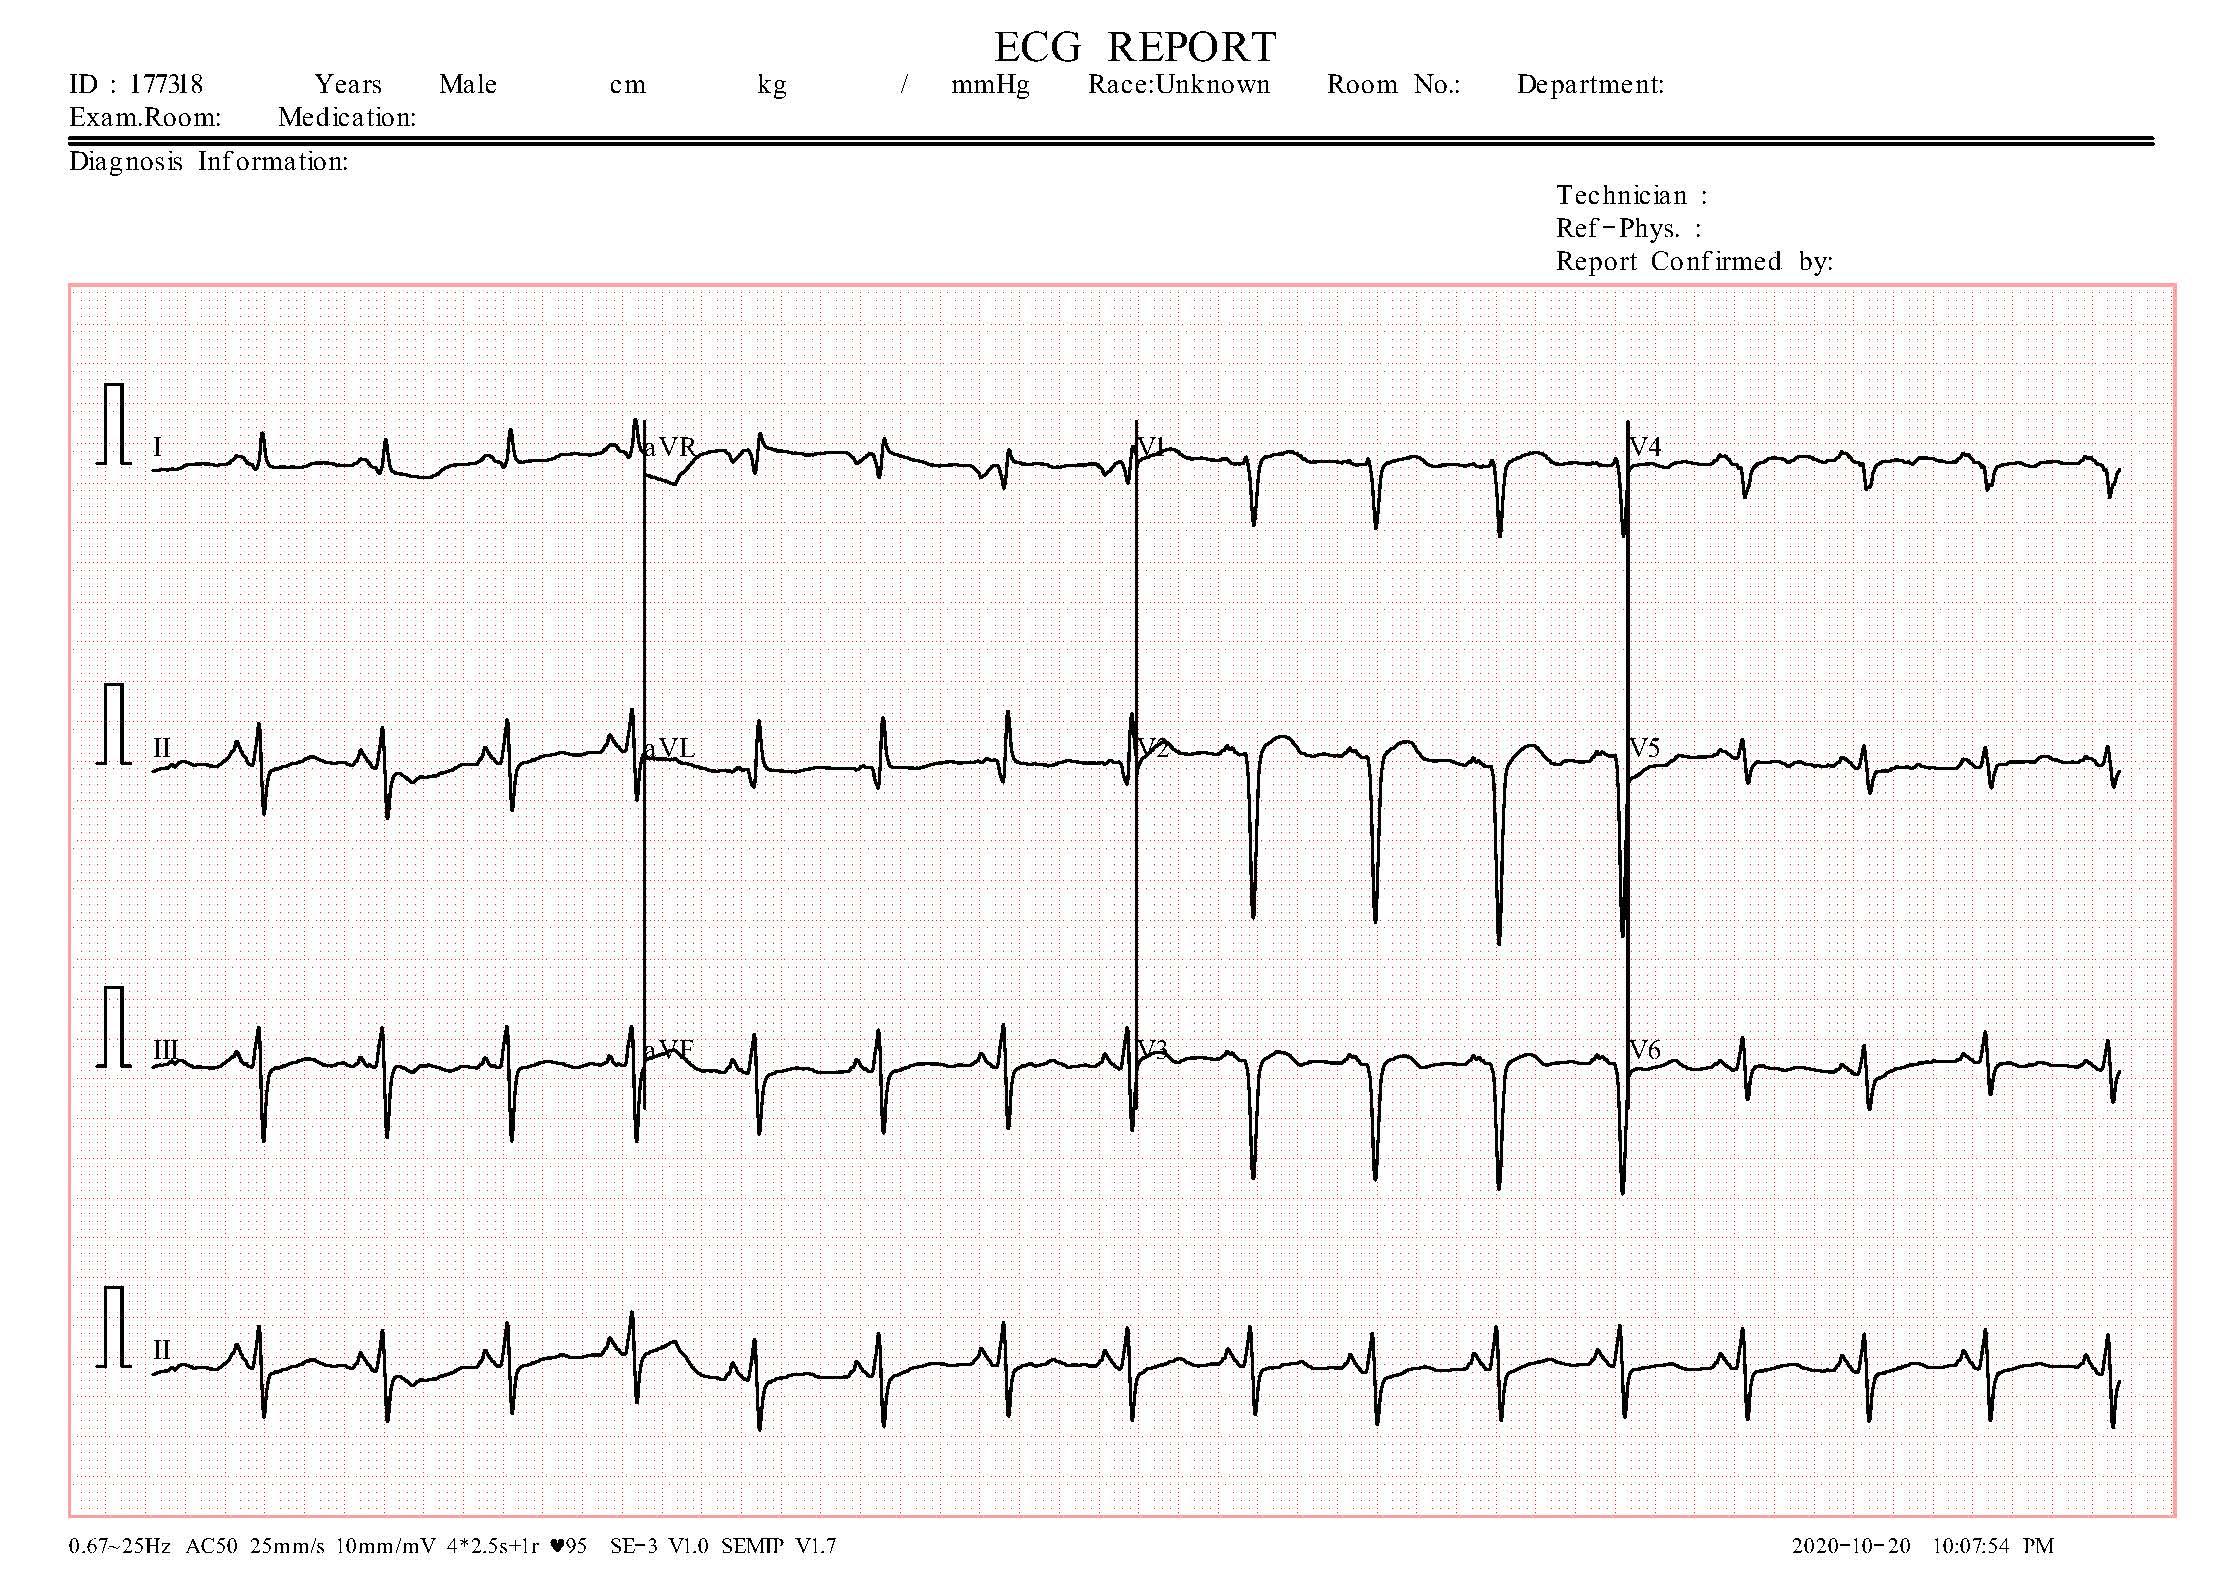 ECG REPORT
ID : 177318 Years Male cm kg / mmHg Race:Unknown Room No.: Department:
Exam.Room: Medication:
Diagnosis Information:
Technician :
Ref-Phys. :
Report Confirmed by:
I aVR V1 V4
II aVL V2 V5
III aVF V3 V6
II
0.67~25Hz AC50 25mm/s 10mm/mV 4*2.5s+1r ♥95 SE-3 V1.0 SEMIP V1.7 2020-10-20 10:07:54 PM